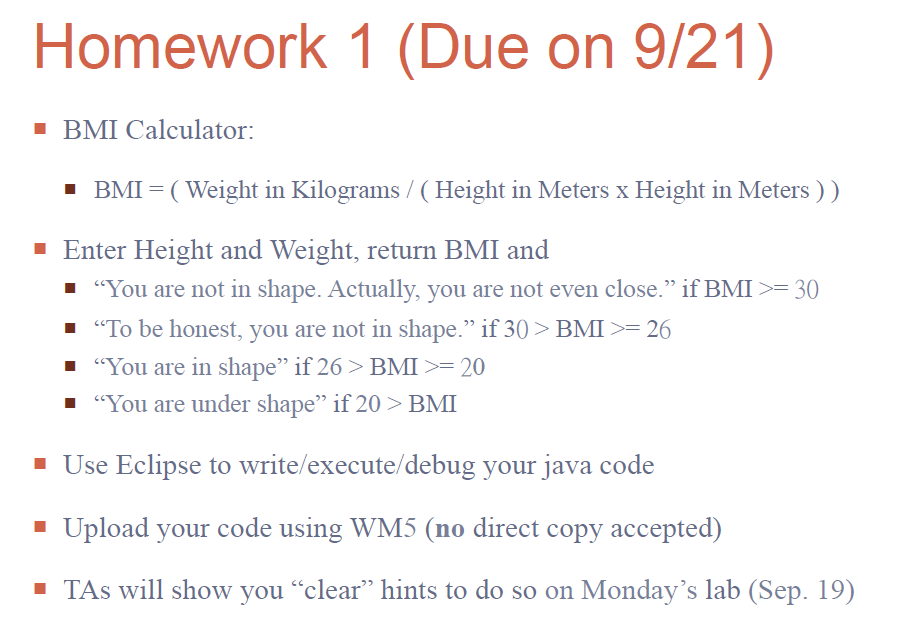 Homework 1 (Due on 9/21)
BMI Calculator:
BMI = ( Weight in Kilograms / ( Height in Meters x Height in Meters ) )
Enter Height and Weight, return BMI and
“You are not in shape. Actually, you are not even close.” if BMI >= 30
“To be honest, you are not in shape.” if 30 > BMI >= 26
“You are in shape” if 26 > BMI >= 20
“You are under shape” if 20 > BMI
Use Eclipse to write/execute/debug your java code
Upload your code using WM5 (no direct copy accepted)
TAs will show you “clear” hints to do so on Monday’s lab (Sep. 19)